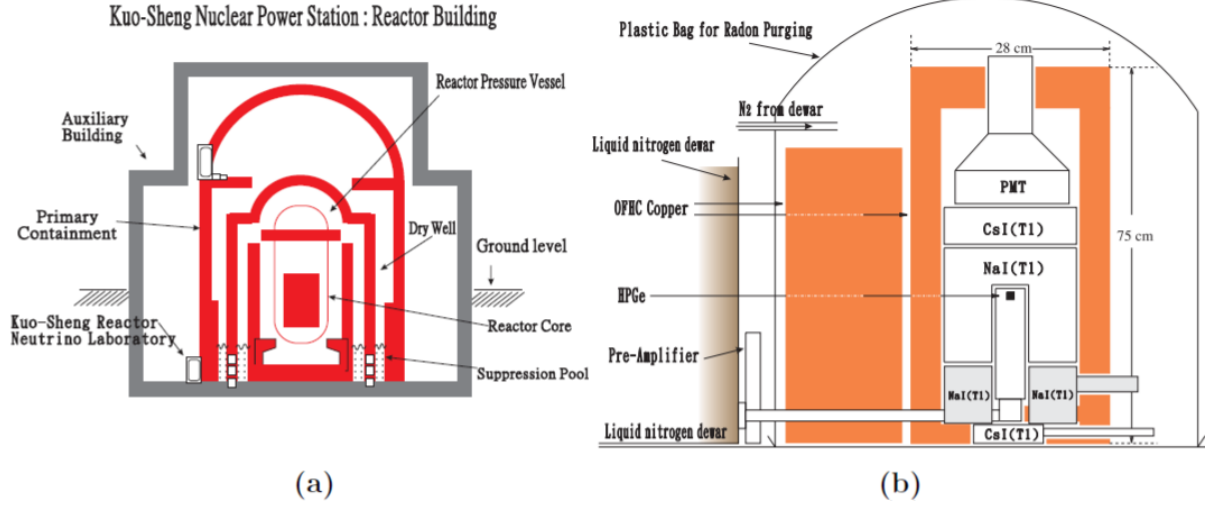 Kuo-Sheng Nuclear Power Station : Reactor Building
Reactor Pressure Vessel
Auxiliary
Building
Primary
Containment
Dry Well
Ground level
Kuo-Sheng Reactor
Neutrino Laboratory
Reactor Core
Suppression Pool
(a)
Plastic Bag for Radon Purging
28 cm
N2 from dewar
Liquid nitrogen dewar
OFHC Copper
PMT
CsI(Tl)
75 cm
NaI(Tl)
HPGe
Pre-Amplifier
NaI(Tl)
NaI(Tl)
Liquid nitrogen dewar
CsI(Tl)
(b)